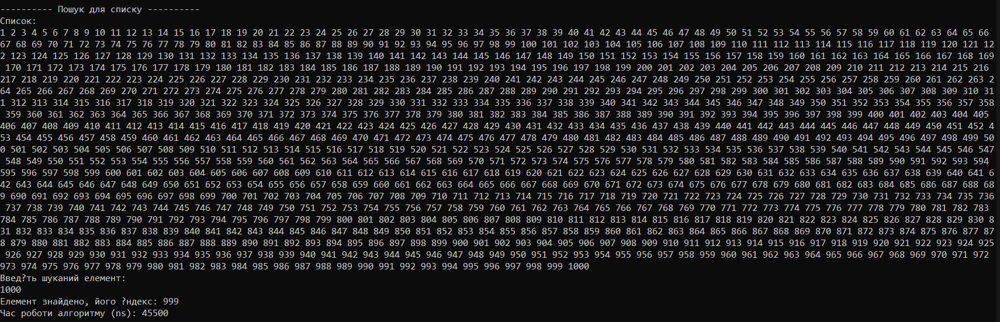 ---------- Пошук для списку ----------
Список:
1 2 3 4 5 6 7 8 9 10 11 12 13 14 15 16 17 18 19 20 21 22 23 24 25 26 27 28 29 30 31 32 33 34 35 36 37 38 39 40 41 42 43 44 45 46 47 48 49 50 51 52 53 54 55 56 57 58 59 60 61 62 63 64 65 66
67 68 69 70 71 72 73 74 75 76 77 78 79 80 81 82 83 84 85 86 87 88 89 90 91 92 93 94 95 96 97 98 99 100 101 102 103 104 105 106 107 108 109 110 111 112 113 114 115 116 117 118 119 120 121 12
2 123 124 125 126 127 128 129 130 131 132 133 134 135 136 137 138 139 140 141 142 143 144 145 146 147 148 149 150 151 152 153 154 155 156 157 158 159 160 161 162 163 164 165 166 167 168 169
170 171 172 173 174 175 176 177 178 179 180 181 182 183 184 185 186 187 188 189 190 191 192 193 194 195 196 197 198 199 200 201 202 203 204 205 206 207 208 209 210 211 212 213 214 215 216
217 218 219 220 221 222 223 224 225 226 227 228 229 230 231 232 233 234 235 236 237 238 239 240 241 242 243 244 245 246 247 248 249 250 251 252 253 254 255 256 257 258 259 260 261 262 263 2
64 265 266 267 268 269 270 271 272 273 274 275 276 277 278 279 280 281 282 283 284 285 286 287 288 289 290 291 292 293 294 295 296 297 298 299 300 301 302 303 304 305 306 307 308 309 310 31
1 312 313 314 315 316 317 318 319 320 321 322 323 324 325 326 327 328 329 330 331 332 333 334 335 336 337 338 339 340 341 342 343 344 345 346 347 348 349 350 351 352 353 354 355 356 357 358
359 360 361 362 363 364 365 366 367 368 369 370 371 372 373 374 375 376 377 378 379 380 381 382 383 384 385 386 387 388 389 390 391 392 393 394 395 396 397 398 399 400 401 402 403 404 405
406 407 408 409 410 411 412 413 414 415 416 417 418 419 420 421 422 423 424 425 426 427 428 429 430 431 432 433 434 435 436 437 438 439 440 441 442 443 444 445 446 447 448 449 450 451 452 4
53 454 455 456 457 458 459 460 461 462 463 464 465 466 467 468 469 470 471 472 473 474 475 476 477 478 479 480 481 482 483 484 485 486 487 488 489 490 491 492 493 494 495 496 497 498 499 50
0 501 502 503 504 505 506 507 508 509 510 511 512 513 514 515 516 517 518 519 520 521 522 523 524 525 526 527 528 529 530 531 532 533 534 535 536 537 538 539 540 541 542 543 544 545 546 547
548 549 550 551 552 553 554 555 556 557 558 559 560 561 562 563 564 565 566 567 568 569 570 571 572 573 574 575 576 577 578 579 580 581 582 583 584 585 586 587 588 589 590 591 592 593 594
595 596 597 598 599 600 601 602 603 604 605 606 607 608 609 610 611 612 613 614 615 616 617 618 619 620 621 622 623 624 625 626 627 628 629 630 631 632 633 634 635 636 637 638 639 640 641 6
42 643 644 645 646 647 648 649 650 651 652 653 654 655 656 657 658 659 660 661 662 663 664 665 666 667 668 669 670 671 672 673 674 675 676 677 678 679 680 681 682 683 684 685 686 687 688 68
9 690 691 692 693 694 695 696 697 698 699 700 701 702 703 704 705 706 707 708 709 710 711 712 713 714 715 716 717 718 719 720 721 722 723 724 725 726 727 728 729 730 731 732 733 734 735 736
737 738 739 740 741 742 743 744 745 746 747 748 749 750 751 752 753 754 755 756 757 758 759 760 761 762 763 764 765 766 767 768 769 770 771 772 773 774 775 776 777 778 779 780 781 782 783
784 785 786 787 788 789 790 791 792 793 794 795 796 797 798 799 800 801 802 803 804 805 806 807 808 809 810 811 812 813 814 815 816 817 818 819 820 821 822 823 824 825 826 827 828 829 830 8
31 832 833 834 835 836 837 838 839 840 841 842 843 844 845 846 847 848 849 850 851 852 853 854 855 856 857 858 859 860 861 862 863 864 865 866 867 868 869 870 871 872 873 874 875 876 877 87
8 879 880 881 882 883 884 885 886 887 888 889 890 891 892 893 894 895 896 897 898 899 900 901 902 903 904 905 906 907 908 909 910 911 912 913 914 915 916 917 918 919 920 921 922 923 924 925
926 927 928 929 930 931 932 933 934 935 936 937 938 939 940 941 942 943 944 945 946 947 948 949 950 951 952 953 954 955 956 957 958 959 960 961 962 963 964 965 966 967 968 969 970 971 972
973 974 975 976 977 978 979 980 981 982 983 984 985 986 987 988 989 990 991 992 993 994 995 996 997 998 999 1000
Введ?ть шуканий елемент:
1000
Елемент знайдено, його ?ндекс: 999
Час роботи алгоритму (ns): 45500